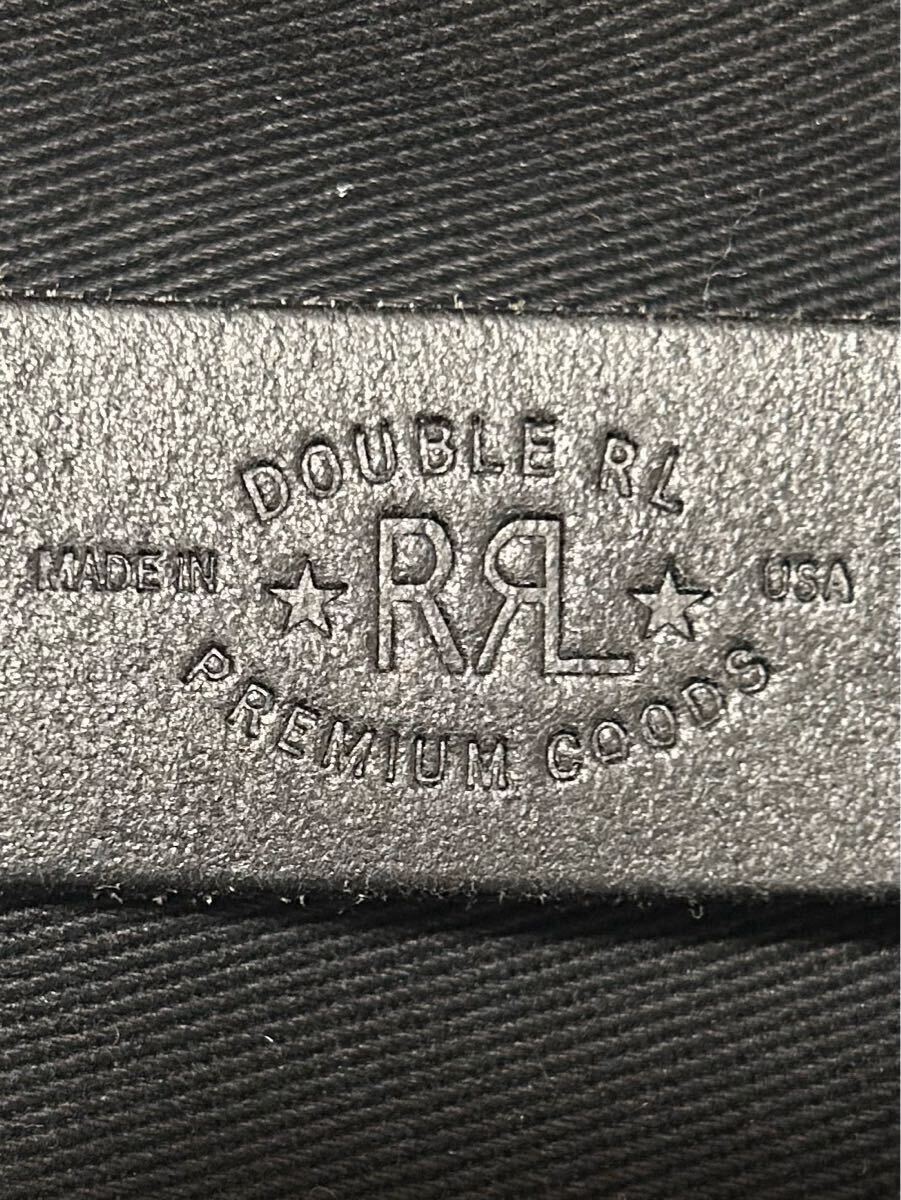 DOUBLE RL
MADE IN ★ RRL ★ USA
PREMIUM GOODS